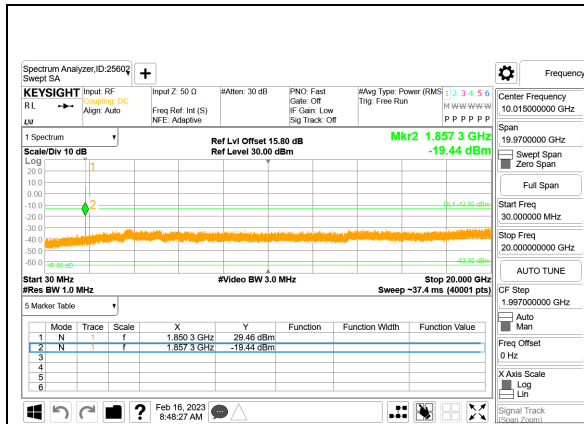 Spectrum Analyzer,ID:25602
Swept SA
+
Frequency
KEYSIGHT
RL
LNI
Input: RF
Coupling: DC
Align: Auto
Input Z: 50 Ω
Freq Ref: Int (S)
NFE: Adaptive
#Atten: 30 dB
PNO: Fast
Gate: Off
IF Gain: Low
Sig Track: Off
#Avg Type: Power (RMS
Trig: Free Run
1 2 3 4 5 6
M W W W W W
P P P P P P
1 Spectrum
Scale/Div 10 dB
Ref Lvl Offset 15.80 dB
Ref Level 30.00 dBm
Mkr2 1.857 3 GHz
-19.44 dBm
Log
20.0
10.0
0.00
-10.0
-20.0
-30.0
-40.0
-50.0
-60.0
1
2
DL1 -13.00 dBm
Start 30 MHz
#Res BW 1.0 MHz
#Video BW 3.0 MHz
Stop 20.000 GHz
Sweep ~37.4 ms (40001 pts)
5 Marker Table
Mode Trace Scale X Y Function Function Width Function Value
1 N 1 f 1.850 3 GHz 29.46 dBm
2 N 1 f 1.857 3 GHz -19.44 dBm
3
4
5
6
Center Frequency
10.015000000 GHz
Span
19.9700000 GHz
Swept Span
Zero Span
Full Span
Start Freq
30.000000 MHz
Stop Freq
20.000000000 GHz
AUTO TUNE
CF Step
1.997000000 GHz
Auto
Man
Freq Offset
0 Hz
X Axis Scale
Log
Lin
Signal Track
(Span Zoom)
?
Feb 16, 2023
8:48:27 AM